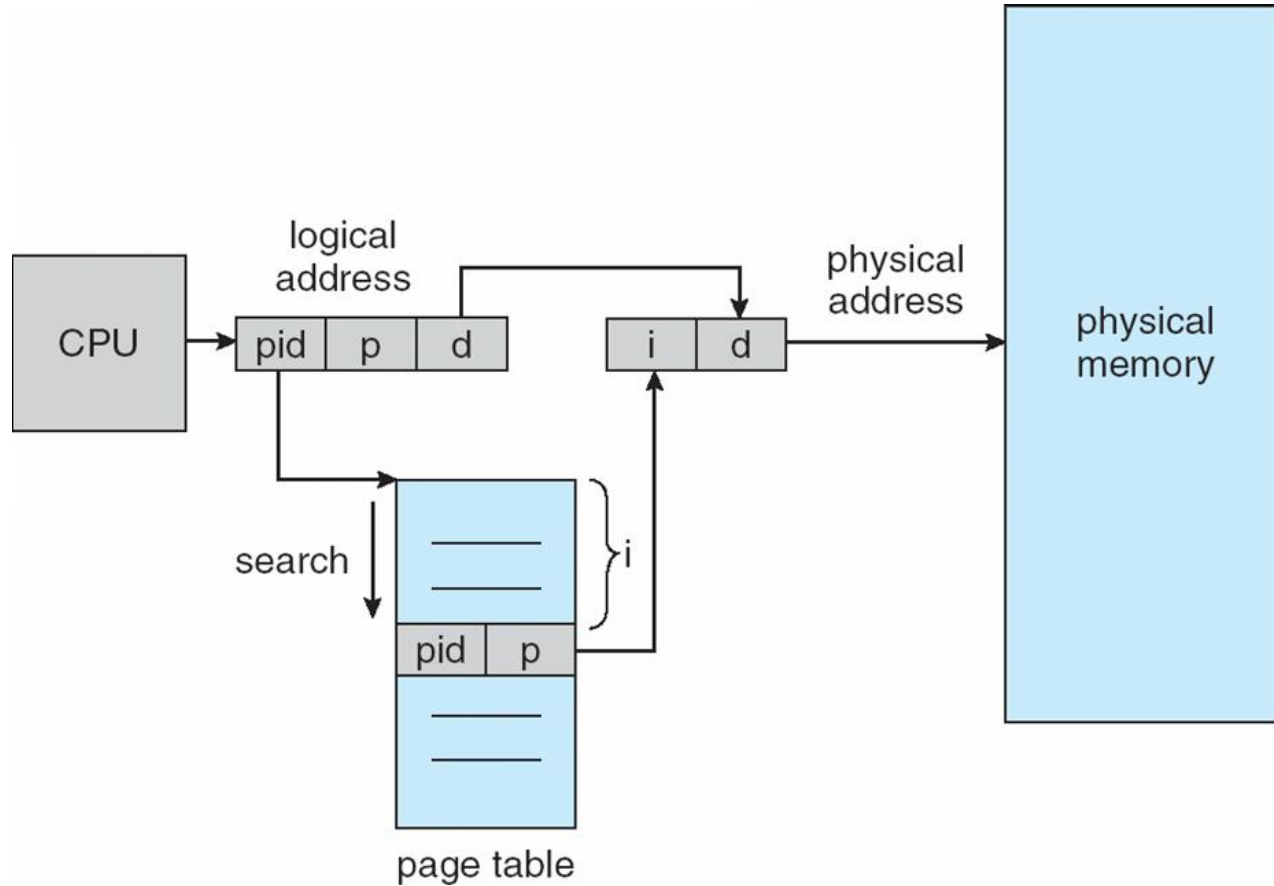 logical
address
physical
address
CPU
pid p d
i d
physical
memory
search
i
pid p
page table